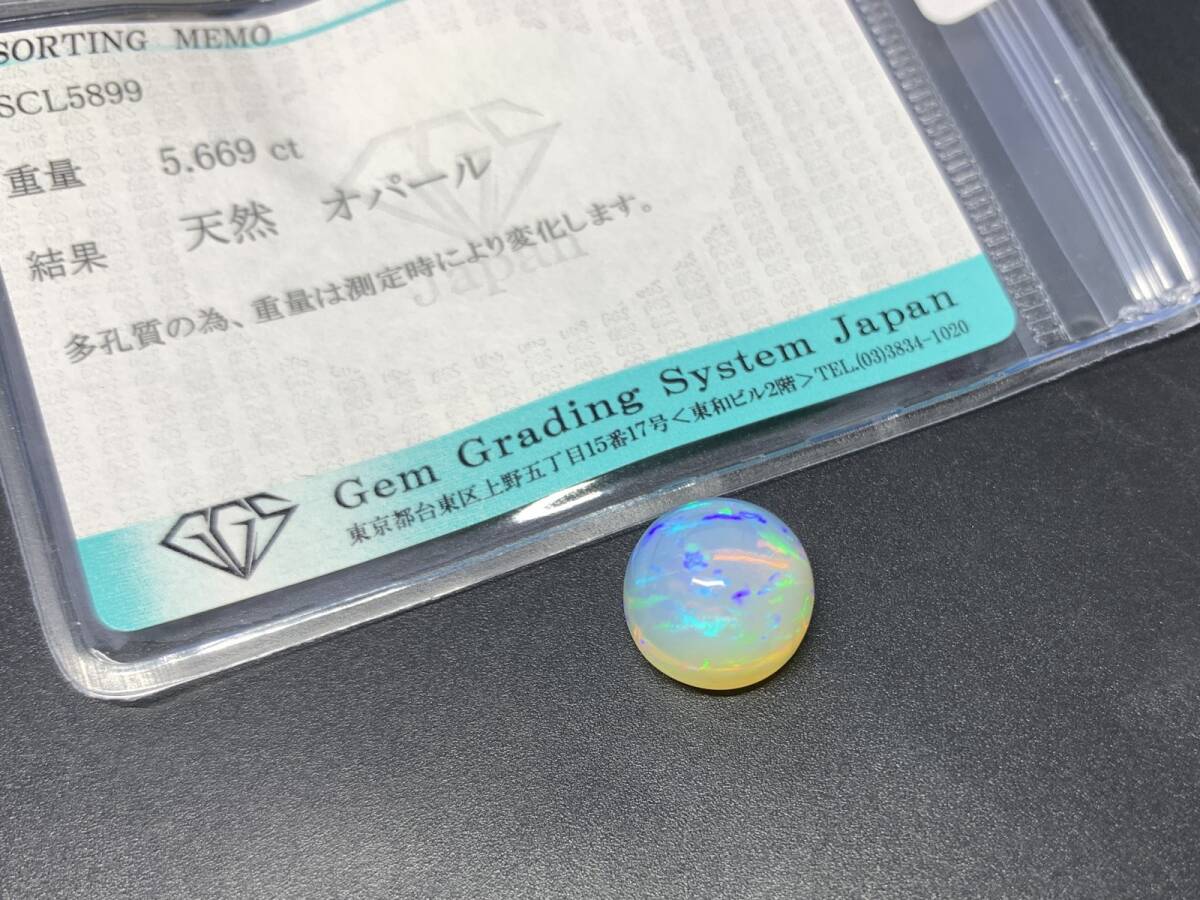 SORTING MEMO
SCL5899
重量 5.669 ct
結果 天然 オパール
多孔質の為、重量は測定時により変化します。
GGS
Japan
Gem Grading System Japan
東京都台東区上野五丁目15番17号<東和ビル2階>TEL.(03)3834-1020
GGS